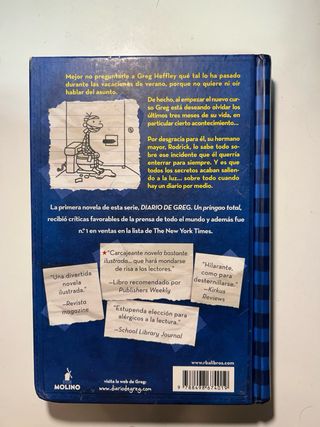 Mejor no preguntarle a Greg Heffley qué tal lo ha pasado
durante las vacaciones de verano, porque no quiere ni oír
hablar del asunto.
De hecho, al empezar el nuevo cur-
so Greg está deseando olvidar los
últimos tres meses de su vida, en
particular cierto acontecimiento...
Por desgracia para él, su hermano
mayor, Rodrick, lo sabe todo sob-
re ese incidente que él querría
enterrar para siempre. Y es que
todos los secretos acaban salien-
do a la luz... sobre todo cuando
hay un diario por medio.
La primera novela de esta serie, DIARIO DE GREG. Un pringao total,
recibió críticas favorables de la prensa de todo el mundo y además fue
n.º 1 en ventas en la lista de The New York Times.
"Una divertida
novela
ilustrada."
—Revista
magazine
"Carcajeante novela bastante
ilustrada... que hará mondarse
de risa a los lectores."
—Libro recomendado por
Publishers Weekly
"Hilarante,
como para
desternillarse."
—Kirkus
Reviews
"Estupenda elección para
alérgicos a la lectura."
—School Library Journal
MOLINO
visita la web de Greg:
www.diariodegreg.com
www.rbalibros.com
9 788498 674019